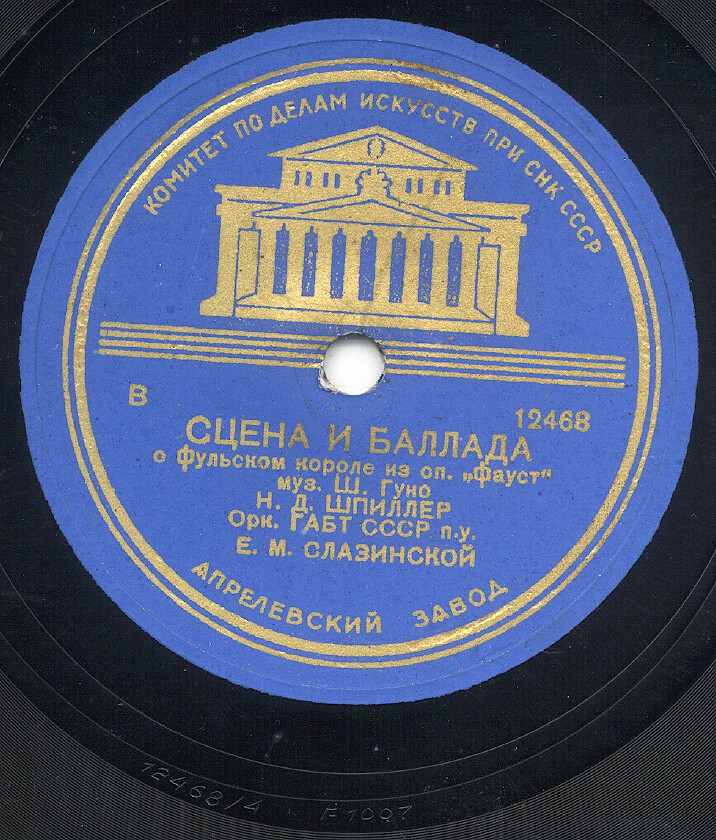 КОМИТЕТ ПО ДЕЛАМ ИСКУССТВ ПРИ СНК СССР
В
12468
СЦЕНА И БАЛЛАДА
о фульском короле из оп. „Фауст“
муз. Ш. Гуно
Н. Д. ШПИЛЛЕР
Орк. ГАБТ СССР п.у.
Е. М. СЛАЗИНСКОЙ
АПРЕЛЕВСКИЙ ЗАВОД
12468/4 F1007